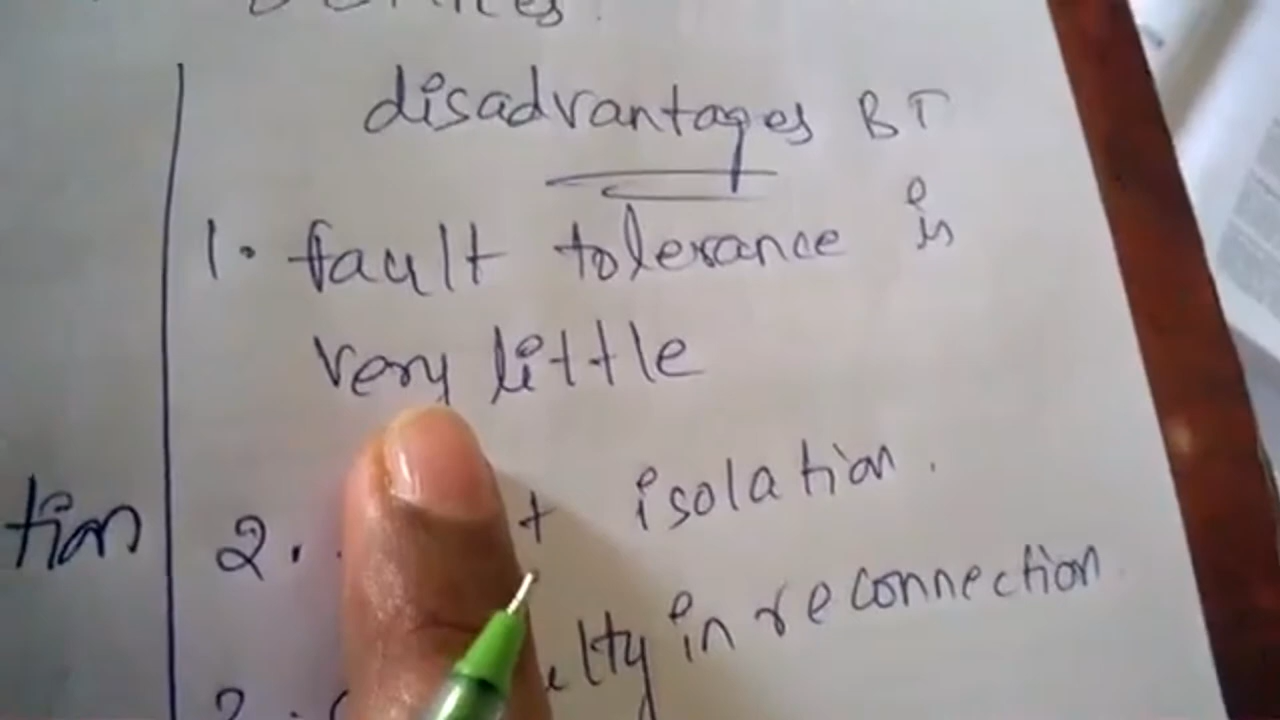 disadvantages BT
1. fault tolerance is
very little
2. isolation.
tion
in reconnection